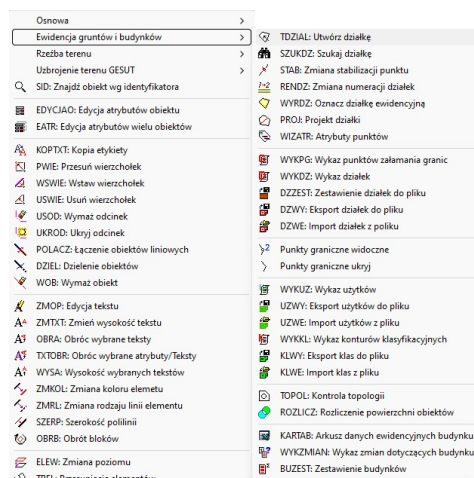 Osnowa
Ewidencja gruntów i budynków
Rzeźba terenu
Uzbrojenie terenu GESUT
SID: Znajdź obiekt wg identyfikatora
EDYCJAO: Edycja atrybutów obiektu
EATR: Edycja atrybutów wielu obiektów
KOPTXT: Kopia etykiety
PWIE: Przesuń wierzchołek
WSWIE: Wstaw wierzchołek
USWIE: Usuń wierzchołek
USOD: Wymaż odcinek
UKROD: Ukryj odcinek
POLACZ: Łączenie obiektów liniowych
DZIEL: Dzielenie obiektów
WOB: Wymaż obiekt
ZMOP: Edycja tekstu
ZMTXT: Zmień wysokość tekstu
OBRA: Obróć wybrane teksty
TXTOBR: Obróć wybrane atrybuty/Teksty
WYSA: Wysokość wybranych tekstów
ZMKOL: Zmiana koloru elemetu
ZMRL: Zmiana rodzaju linii elementu
SZERP: Szerokość polilinii
OBRB: Obrót bloków
ELEW: Zmiana poziomu
TDZIAL: Utwórz działkę
SZUKDZ: Szukaj działkę
STAB: Zmiana stabilizacji punktu
RENDZ: Zmiana numeracji działek
WYRDZ: Oznacz działkę ewidencyjną
PROJ: Projekt działki
WIZATR: Atrybuty punktów
WYKPG: Wykaz punktów załamania granic
WYKDZ: Wykaz działek
DZZEST: Zestawienie działek do pliku
DZWY: Eksport działek do pliku
DZWE: Import działek z poliku
Punkty graniczne widoczne
Punkty graniczne ukryj
WYKUZ: Wykaz użytków
UZWY: Eksport użytków do pliku
UZWE: Import użytków z pliku
WYKKL: Wykaz konturów klasyfikacyjnych
KLWY: Eksport klas do pliku
KLWE: Import klas z pliku
TOPOL: Kontrola topologii
ROZLICZ: Rozliczenie powierzchni obiektów
KARTAB: Arkusz danych ewidencyjnych budynku
WYKZMIAN: Wykaz zmian dotyczących budynku
BUZEST: Zestawienie budynków